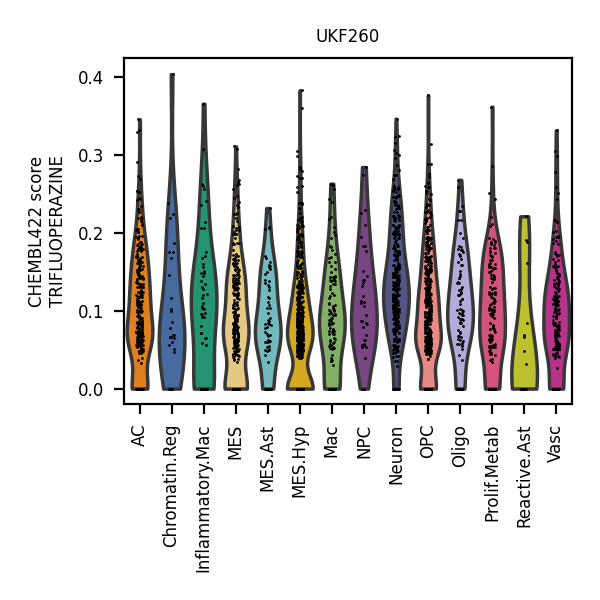 UKF260
CHEMBL422 score
TRIFLUOPERAZINE
0.4
0.3
0.2
0.1
0.0
AC
Chromatin.Reg
Inflammatory.Mac
MES
MES.Ast
MES.Hyp
Mac
NPC
Neuron
OPC
Oligo
Prolif.Metab
Reactive.Ast
Vasc